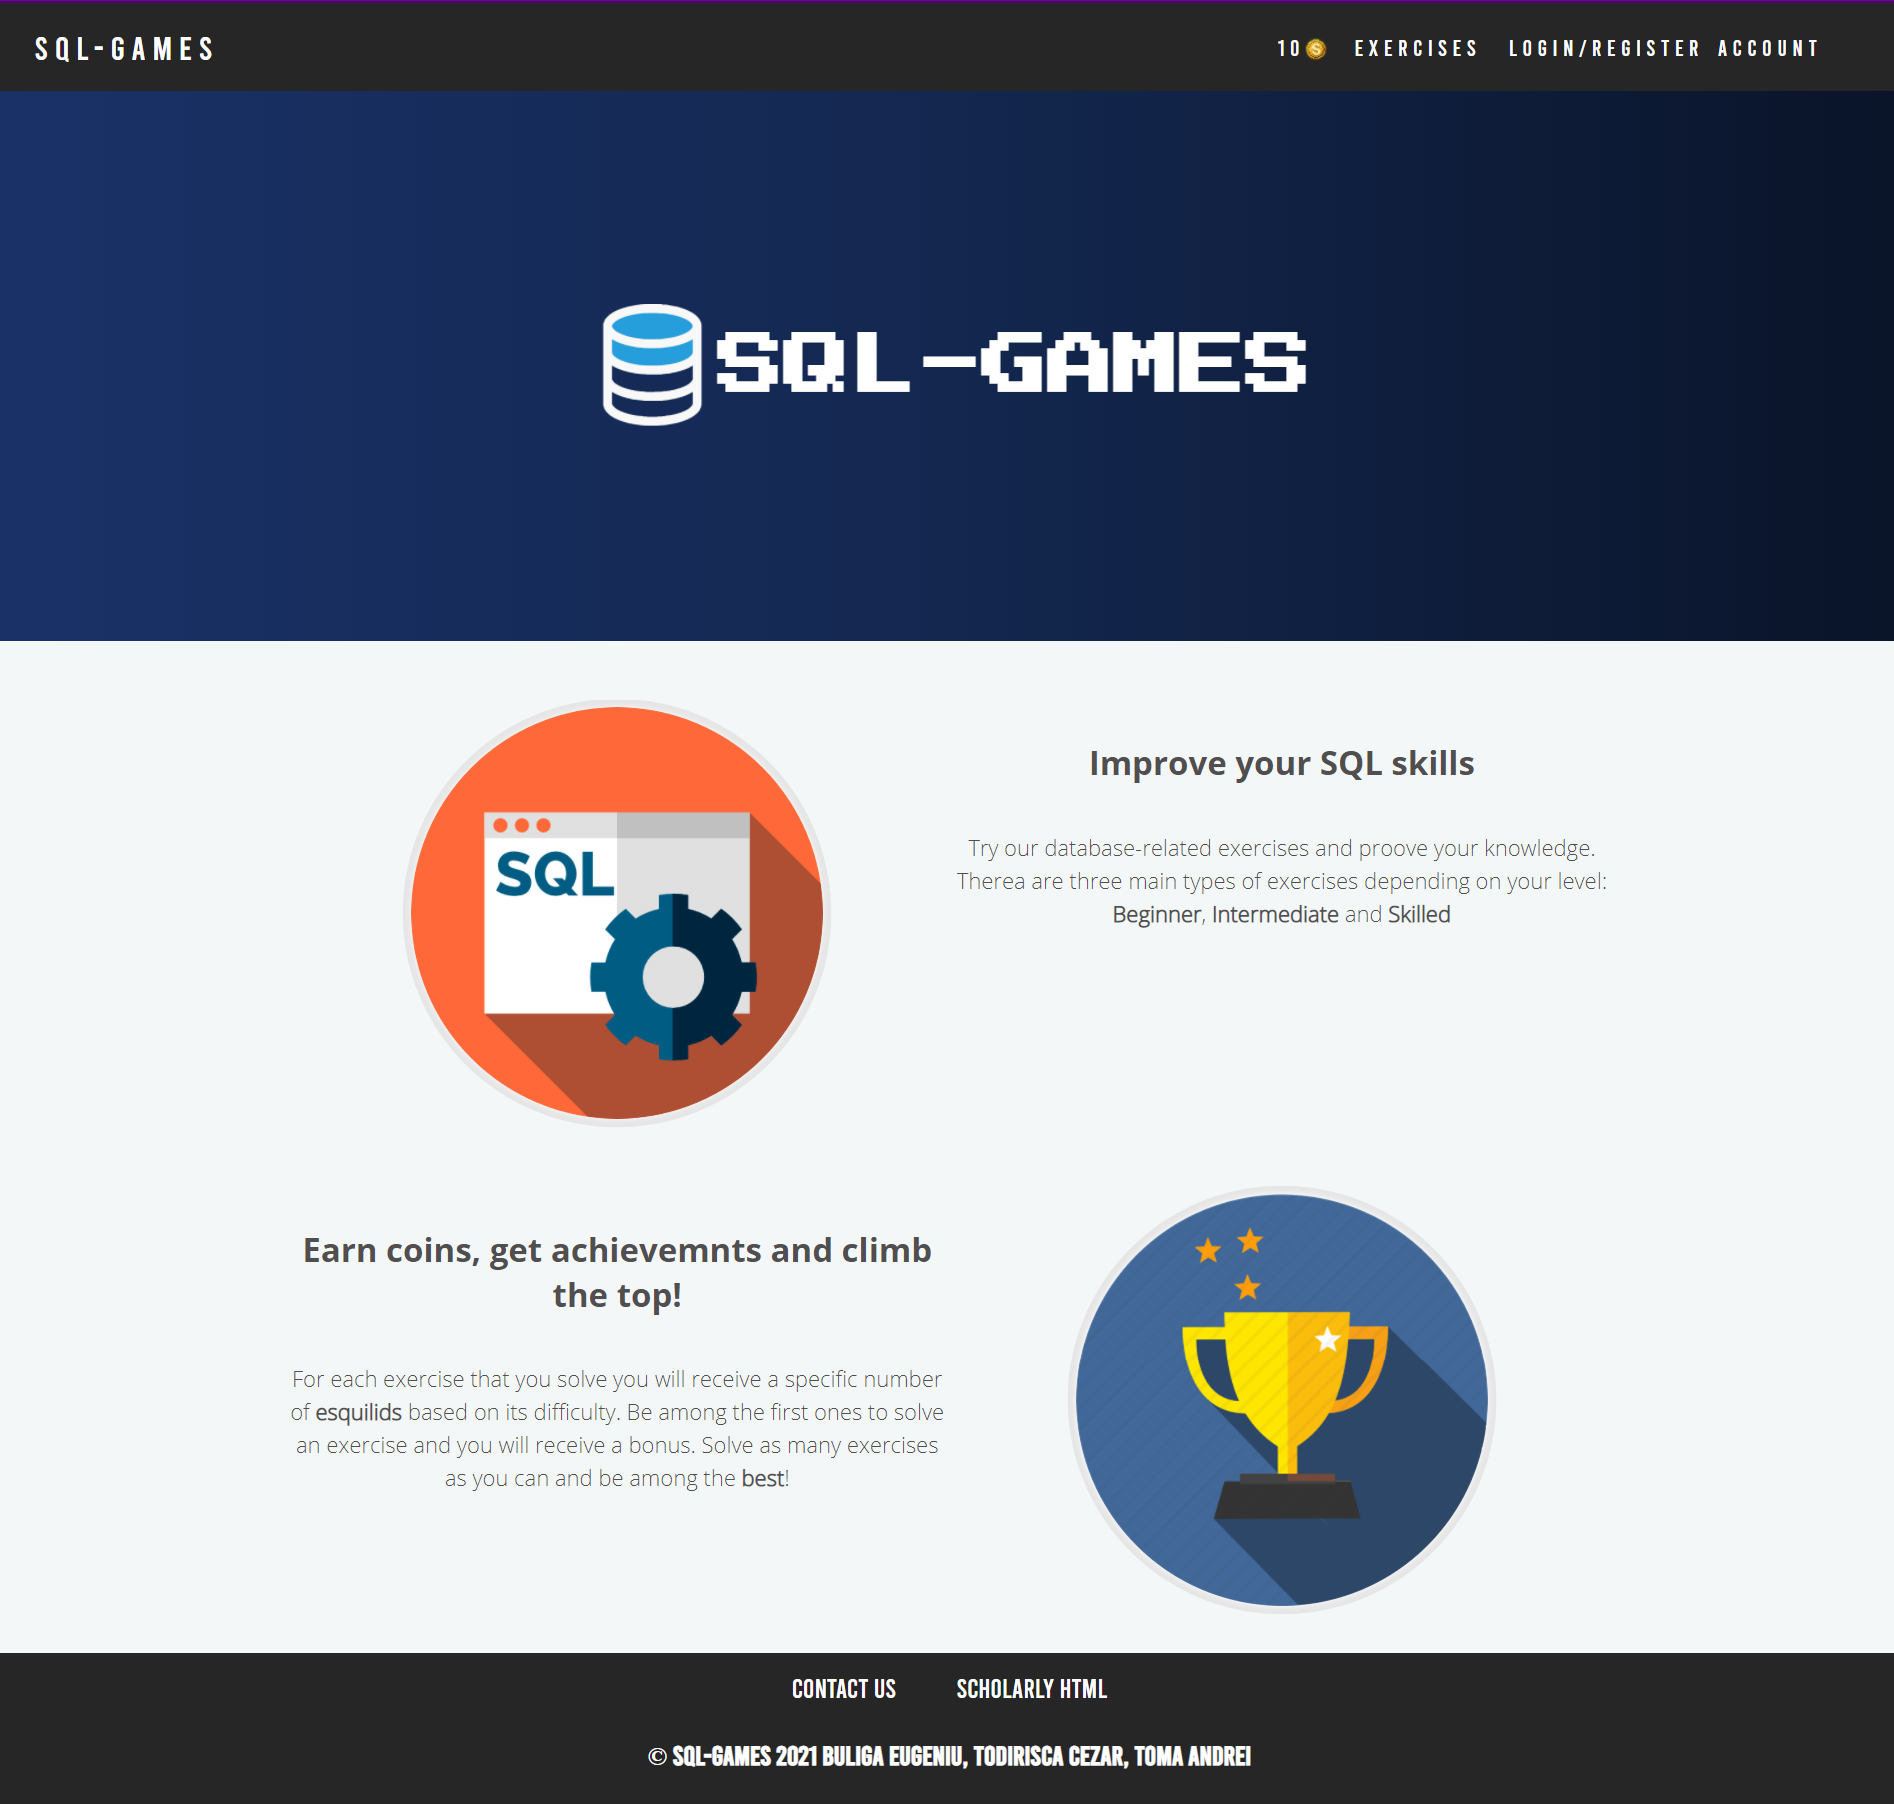 SQL-GAMES
10 EXERCISES LOGIN/REGISTER ACCOUNT
SQL-GAMES
SQL
Improve your SQL skills
Try our database-related exercises and proove your knowledge.
Therea are three main types of exercises depending on your level:
Beginner, Intermediate and Skilled
Earn coins, get achievemnts and climb
the top!
For each exercise that you solve you will receive a specific number
of esquilids based on its difficulty. Be among the first ones to solve
an exercise and you will receive a bonus. Solve as many exercises
as you can and be among the best!
CONTACT US SCHOLARLY HTML
© SQL-GAMES 2021 BULIGA EUGENIU, TODIRISCA CEZAR, TOMA ANDREI